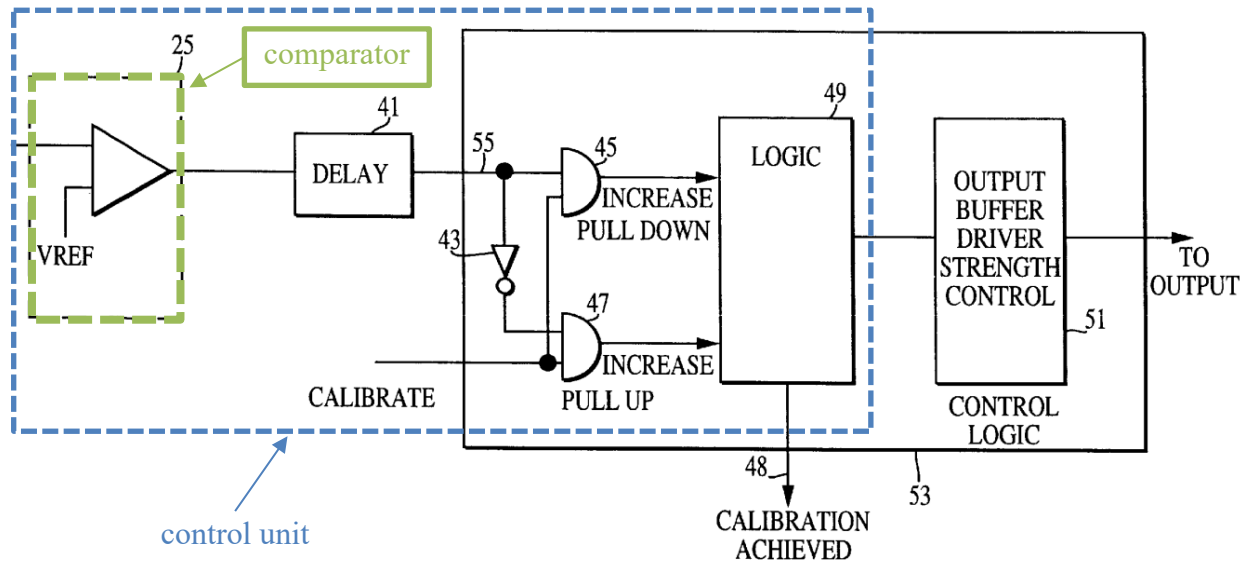 25
comparator
VREF
41
DELAY
55
43
45
INCREASE
PULL DOWN
47
INCREASE
PULL UP
CALIBRATE
49
LOGIC
OUTPUT
BUFFER
DRIVER
STRENGTH
CONTROL
51
TO
OUTPUT
CONTROL
LOGIC
53
48
CALIBRATION
ACHIEVED
control unit